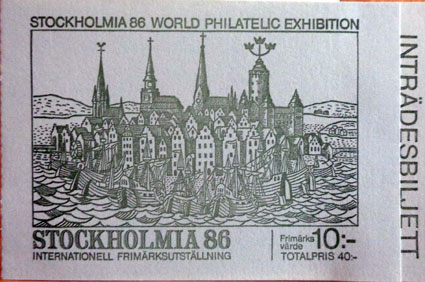 STOCKHOLMIA 86 WORLD PHILATELIC EXHIBITION
STOCKHOLMIA 86
INTERNATIONELL FRIMÄRKSUTSTÄLLNING
Frimärks
värde 10:-
TOTALPRIS 40:-
INTRÄDESBILJETT